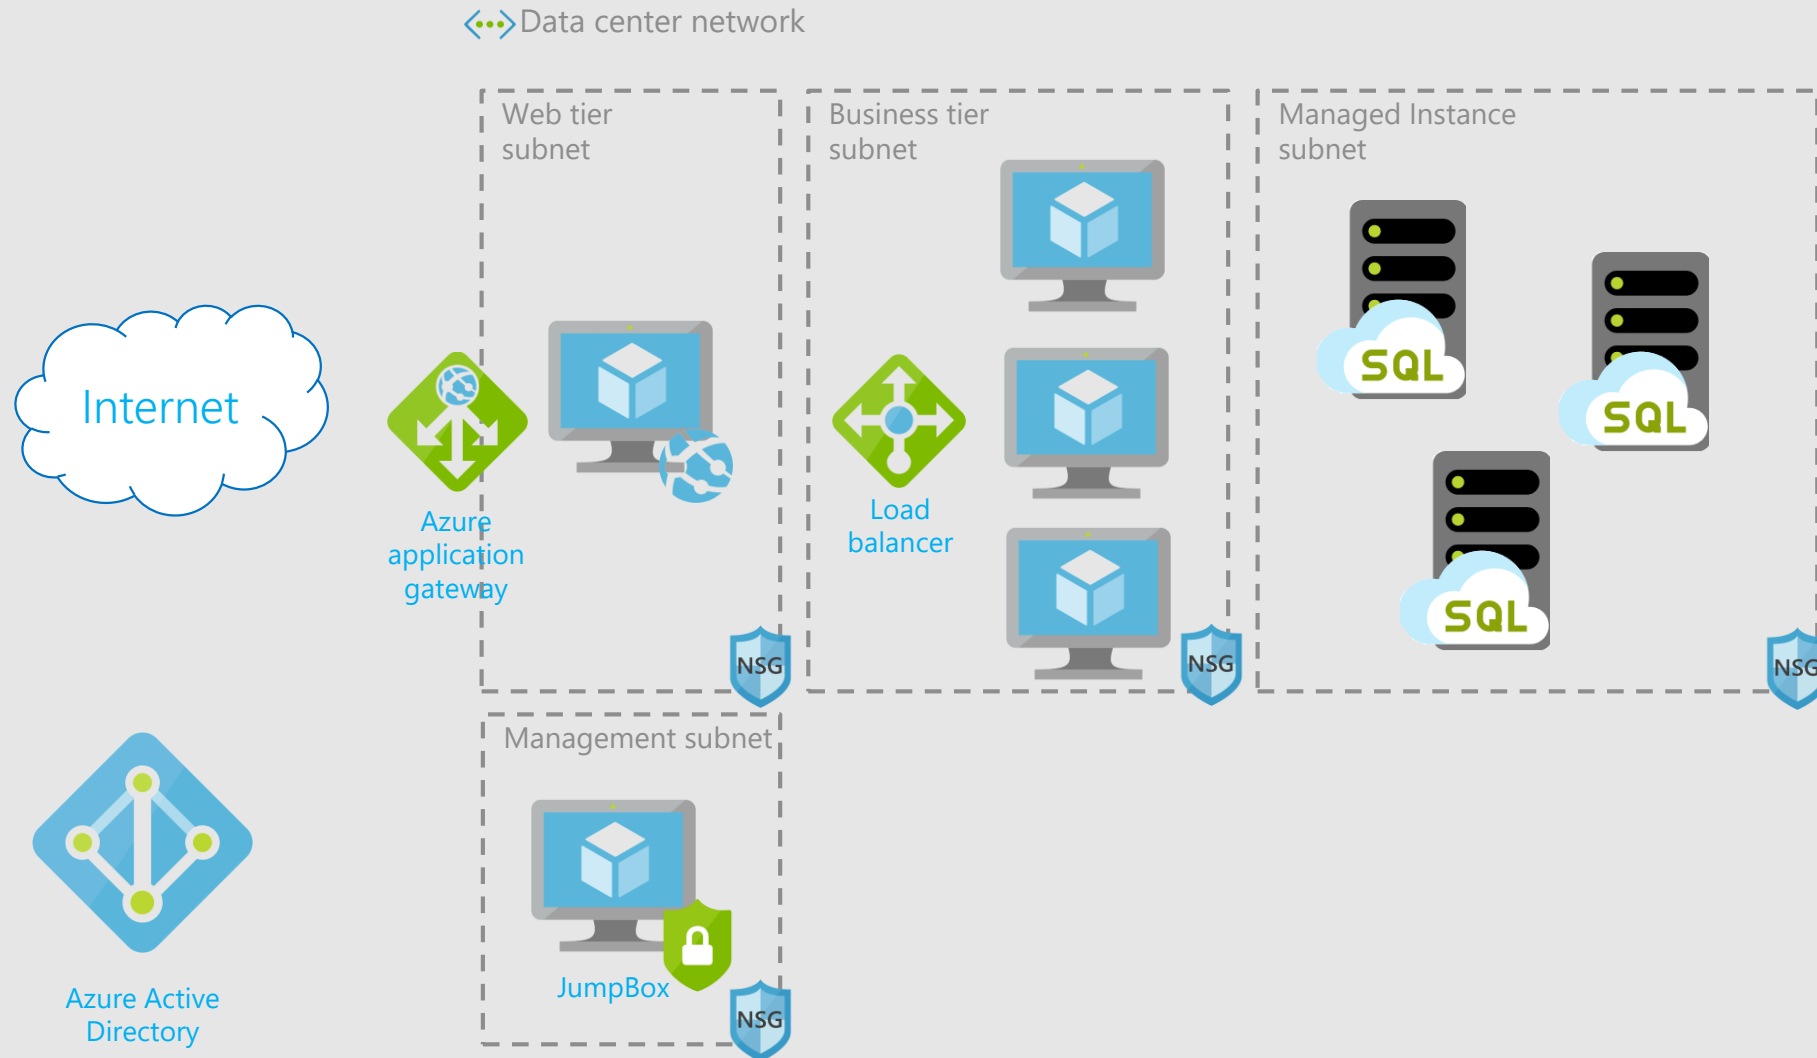 Data center network
Web tier
subnet
Business tier
subnet
Managed Instance
subnet
Internet
SQL
SQL
SQL
Azure
application
gateway
Load
balancer
NSG
NSG
NSG
Management subnet
JumpBox
NSG
Azure Active
Directory